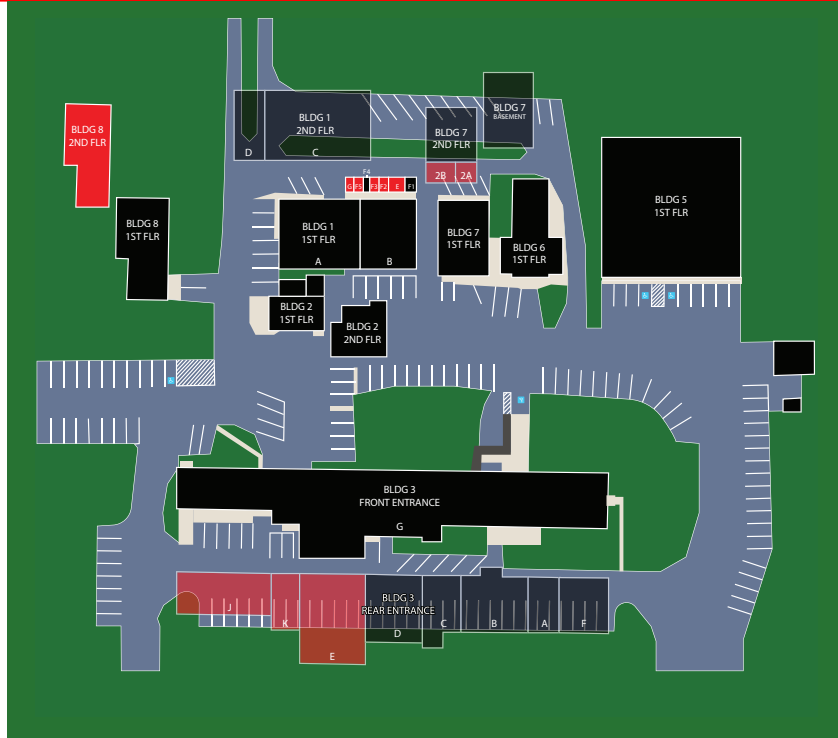 BLDG 8
2ND FLR
BLDG 8
1ST FLR
BLDG 1
2ND FLR
D
C
BLDG 7
BASEMENT
BLDG 7
2ND FLR
2B
2A
F4
G
F5
F3
F2
E
F1
BLDG 1
1ST FLR
A
B
BLDG 7
1ST FLR
BLDG 6
1ST FLR
BLDG 5
1ST FLR
BLDG 2
1ST FLR
BLDG 2
2ND FLR
BLDG 3
FRONT ENTRANCE
G
BLDG 3
REAR ENTRANCE
J
K
E
D
C
B
A
F